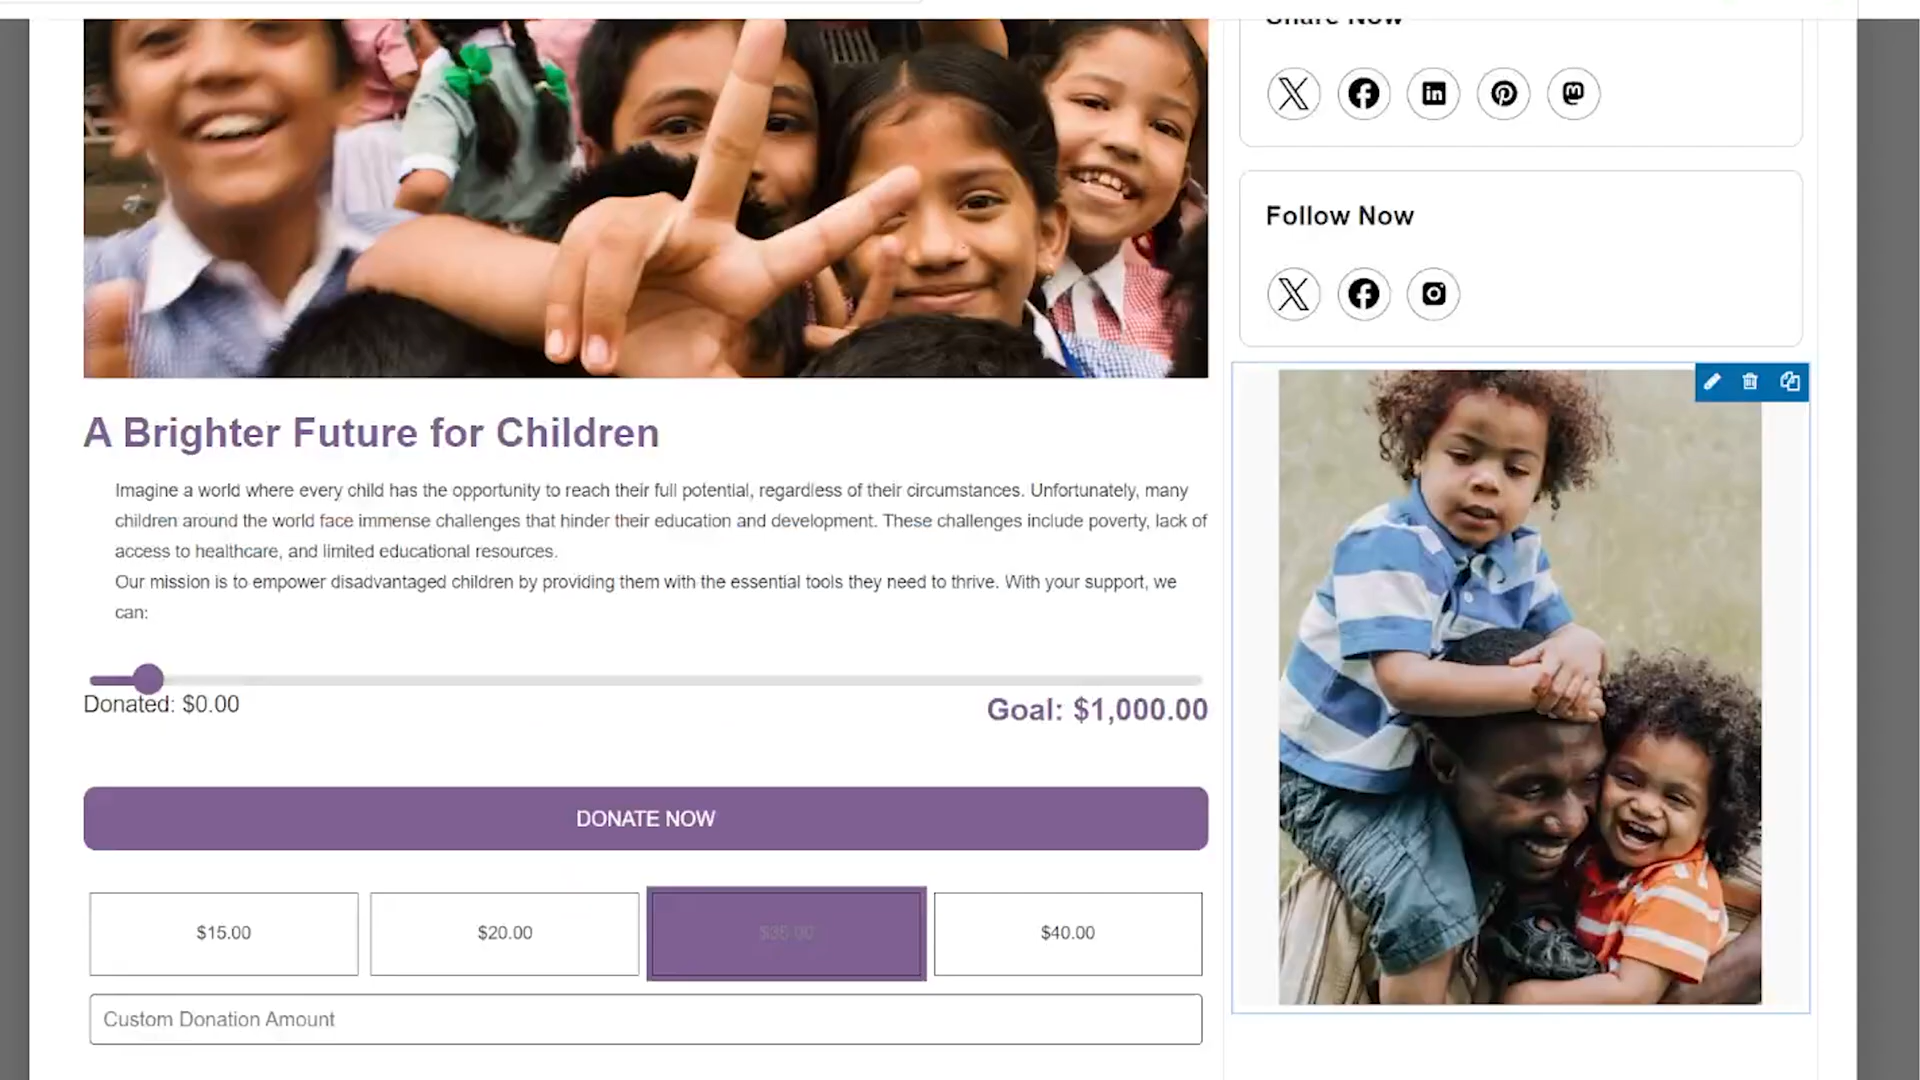 Share Now
Follow Now
A Brighter Future for Children
Imagine a world where every child has the opportunity to reach their full potential, regardless of their circumstances. Unfortunately, many
children around the world face immense challenges that hinder their education and development. These challenges include poverty, lack of
access to healthcare, and limited educational resources.
Our mission is to empower disadvantaged children by providing them with the essential tools they need to thrive. With your support, we
can:
Donated: $0.00
Goal: $1,000.00
DONATE NOW
$15.00
$20.00
$35.00
$40.00
Custom Donation Amount